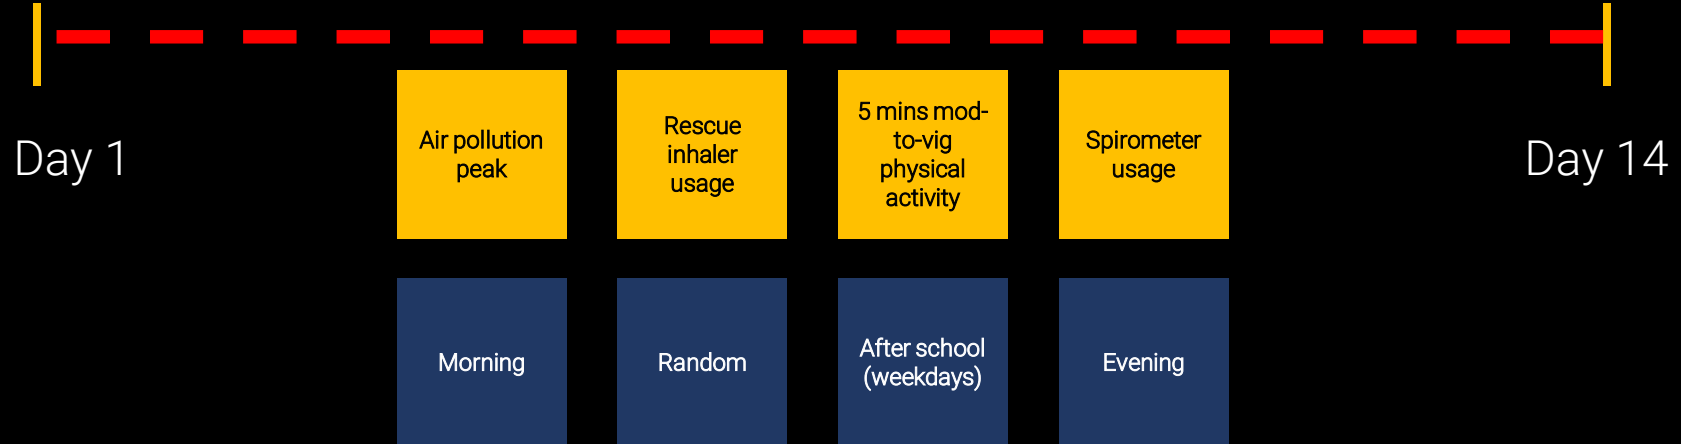 Day 1
Air pollution
peak
Rescue
inhaler
usage
5 mins mod-
to-vig
physical
activity
Spirometer
usage
Day 14
Morning
Random
After school
(weekdays)
Evening